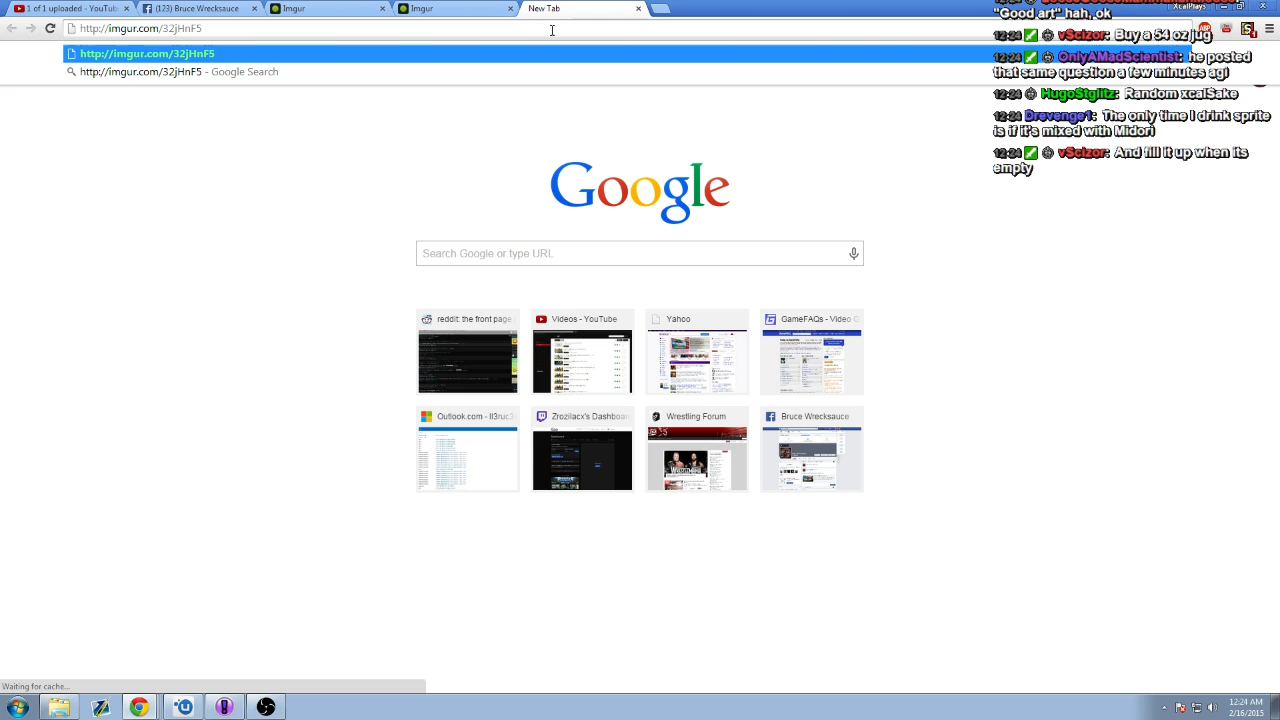 1 of 1 uploaded - YouTub
(123) Bruce Wrecksauce
Imgur
Imgur
New Tab
XcalPlays
http://imgur.com/32jHnF5
http://imgur.com/32jHnF5
http://imgur.com/32jHnF5 - Google Search
"Good art" hah, ok
12:24 vScizor: Buy a 54 oz jug
12:24 OnlyAMadScientist: he posted
that same question a few minutes agi
12:24 HugoStglitz: Random xcalSake
12:24 Drevenge1: The only time I drink sprite
is if it's mixed with Midori
12:24 vScizor: And fill it up when its
empty
Google
Search Google or type URL
reddit: the front page
Videos - YouTube
Yahoo
GameFAQs - Video G
Outlook.com - ll3ruc
Zrozilacx's Dashboa
Wrestling Forum
Bruce Wrecksauce
Waiting for cache...
12:24 AM
2/16/2015